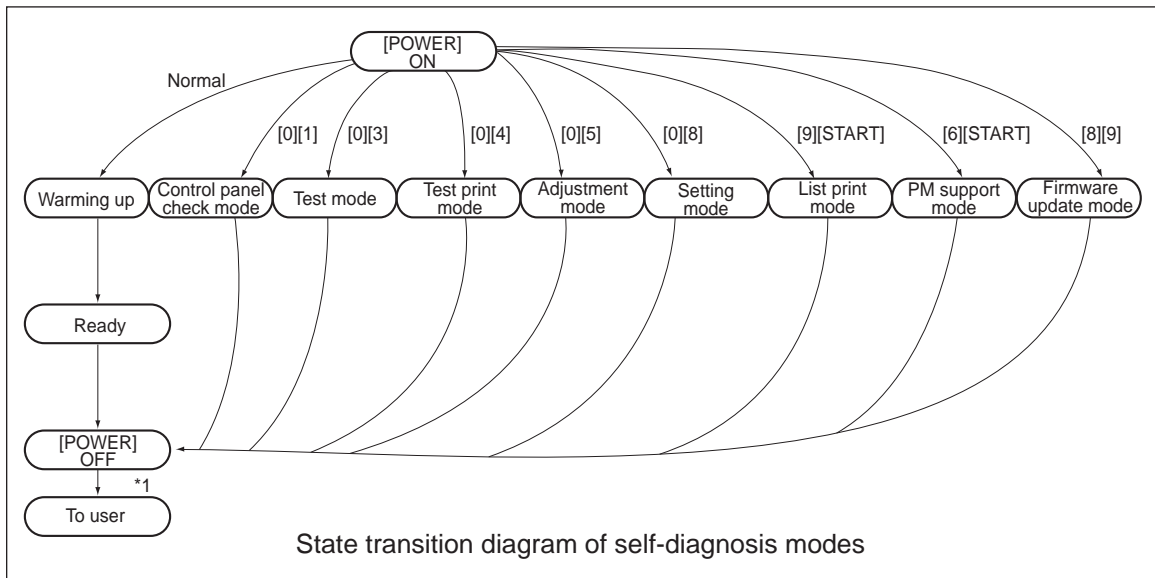 [POWER]
ON
Normal
[0][1]
[0][3]
[0][4]
[0][5]
[0][8]
[9][START]
[6][START]
[8][9]
Warming up
Control panel
check mode
Test mode
Test print
mode
Adjustment
mode
Setting
mode
List print
mode
PM support
mode
Firmware
update mode
Ready
[POWER]
OFF
*1
To user
State transition diagram of self-diagnosis modes